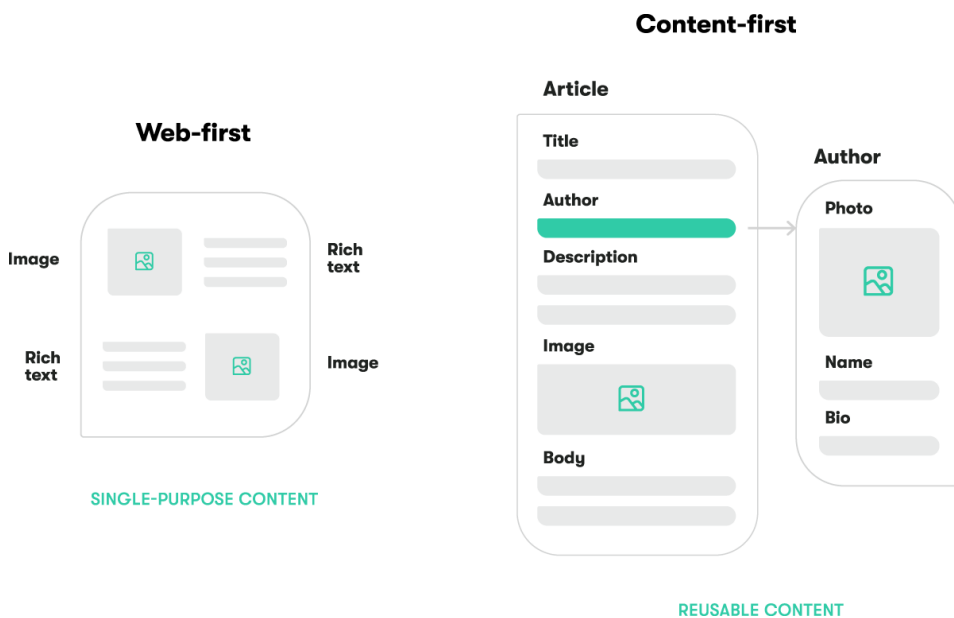 Web-first
Image
Rich
text
Rich
text
Image
SINGLE-PURPOSE CONTENT
Content-first
Article
Title
Author
Description
Image
Body
Author
Photo
Name
Bio
REUSABLE CONTENT